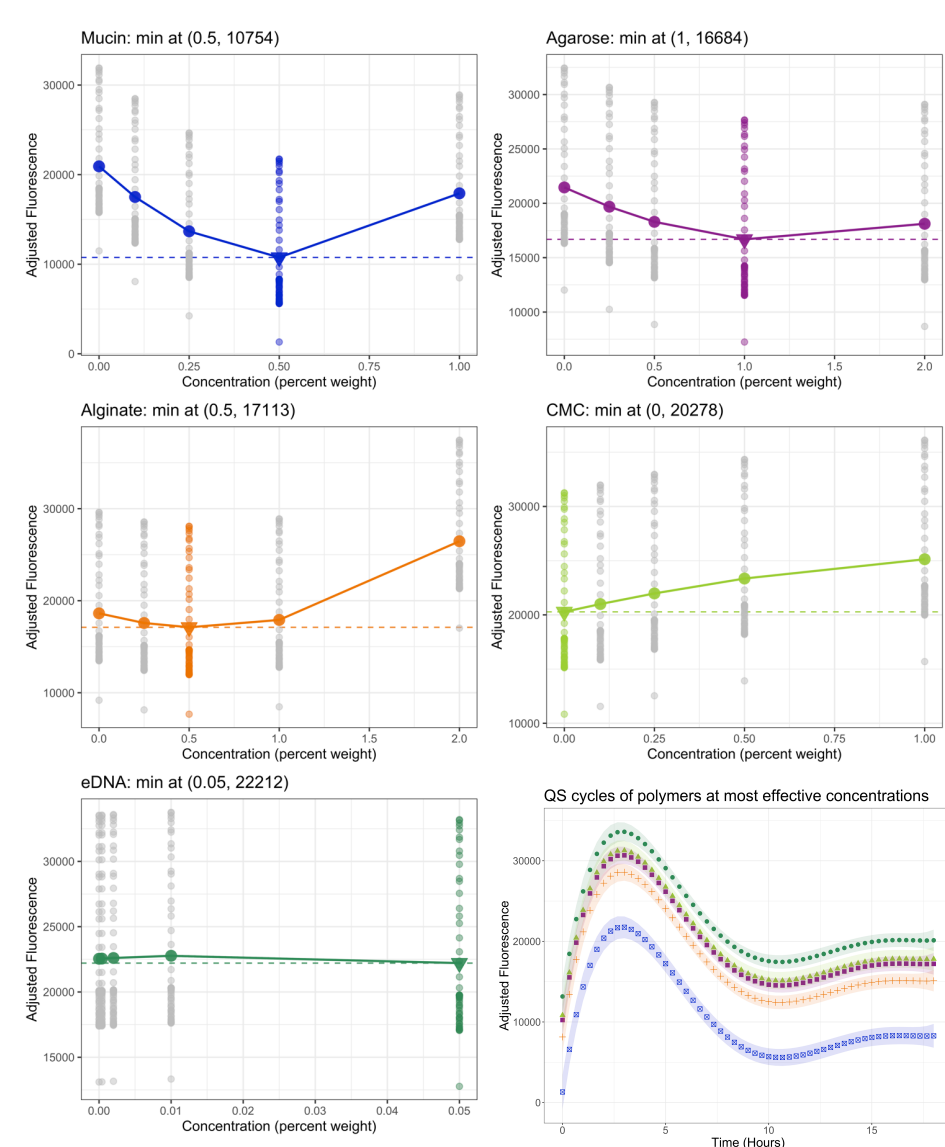 Mucin: min at (0.5, 10754)
Adjusted Fluorescence
30000
20000
10000
0
0.00 0.25 0.50 0.75 1.00
Concentration (percent weight)
Agarose: min at (1, 16684)
Adjusted Fluorescence
30000
25000
20000
15000
10000
0.0 0.5 1.0 1.5 2.0
Concentration (percent weight)
Alginate: min at (0.5, 17113)
Adjusted Fluorescence
30000
20000
10000
0.0 0.5 1.0 1.5 2.0
Concentration (percent weight)
CMC: min at (0, 20278)
Adjusted Fluorescence
30000
20000
10000
0.00 0.25 0.50 0.75 1.00
Concentration (percent weight)
eDNA: min at (0.05, 22212)
Adjusted Fluorescence
30000
25000
20000
15000
0.00 0.01 0.02 0.03 0.04 0.05
Concentration (percent weight)
QS cycles of polymers at most effective concentrations
Adjusted Fluorescence
30000
20000
10000
0
0 5 10 15
Time (Hours)